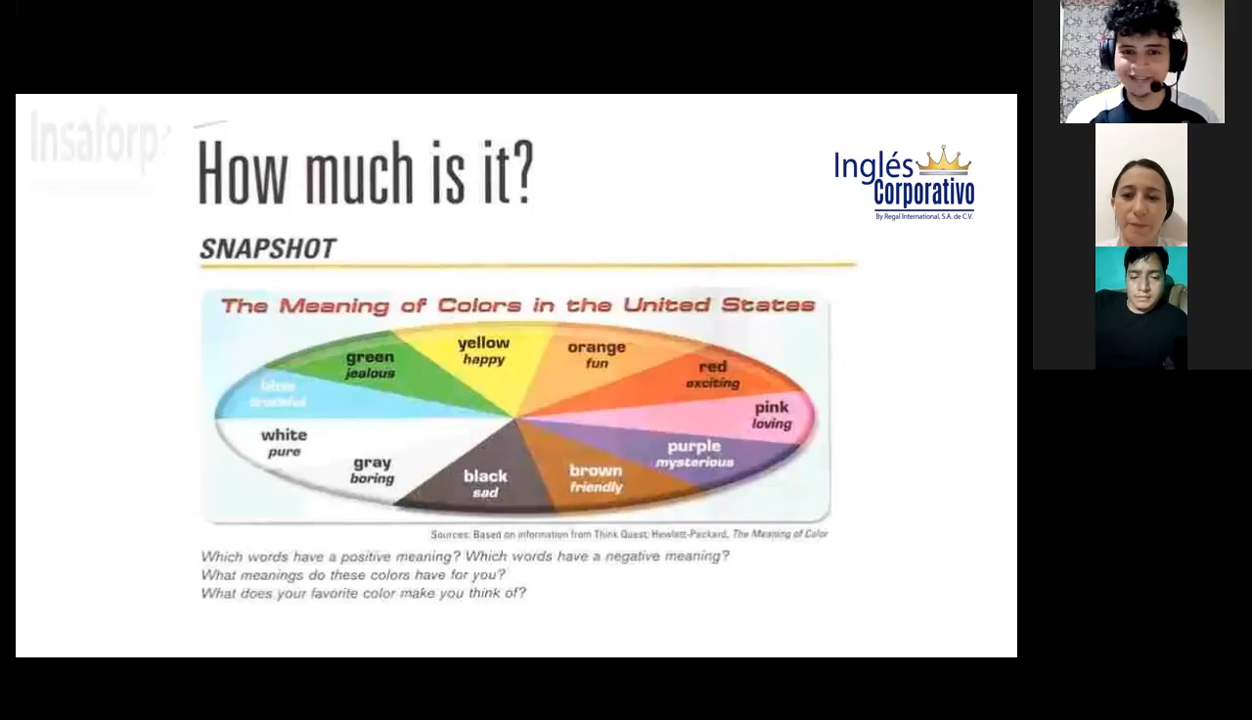 Insaforp
How much is it?
Inglés
Corporativo
By Regal International, S.A. de C.V.
SNAPSHOT
The Meaning of Colors in the United States
yellow
happy
orange
fun
green
jealous
red
exciting
blue
truthful
pink
loving
white
pure
purple
mysterious
gray
boring
black
sad
brown
friendly
Sources: Based on information from Think Quest; Hewlett-Packard, The Meaning of Color
Which words have a positive meaning? Which words have a negative meaning?
What meanings do these colors have for you?
What does your favorite color make you think of?